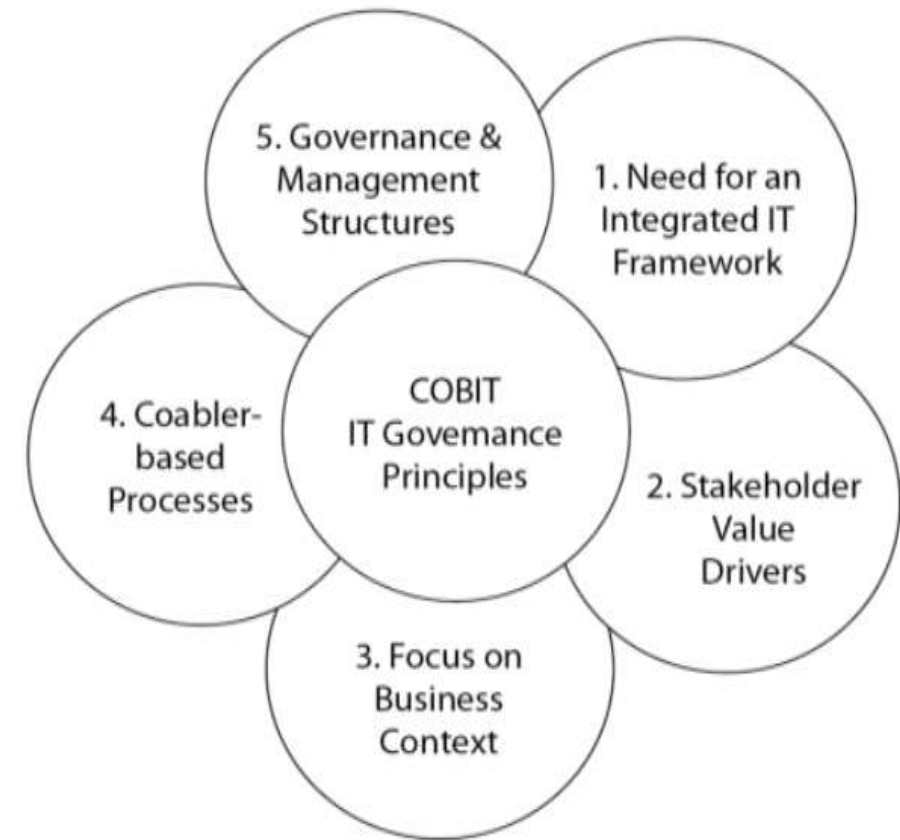 COBIT
IT Govemance
Principles
1. Need for an
Integrated IT
Framework
2. Stakeholder
Value
Drivers
3. Focus on
Business
Context
4. Coabler-
based
Processes
5. Governance &
Management
Structures